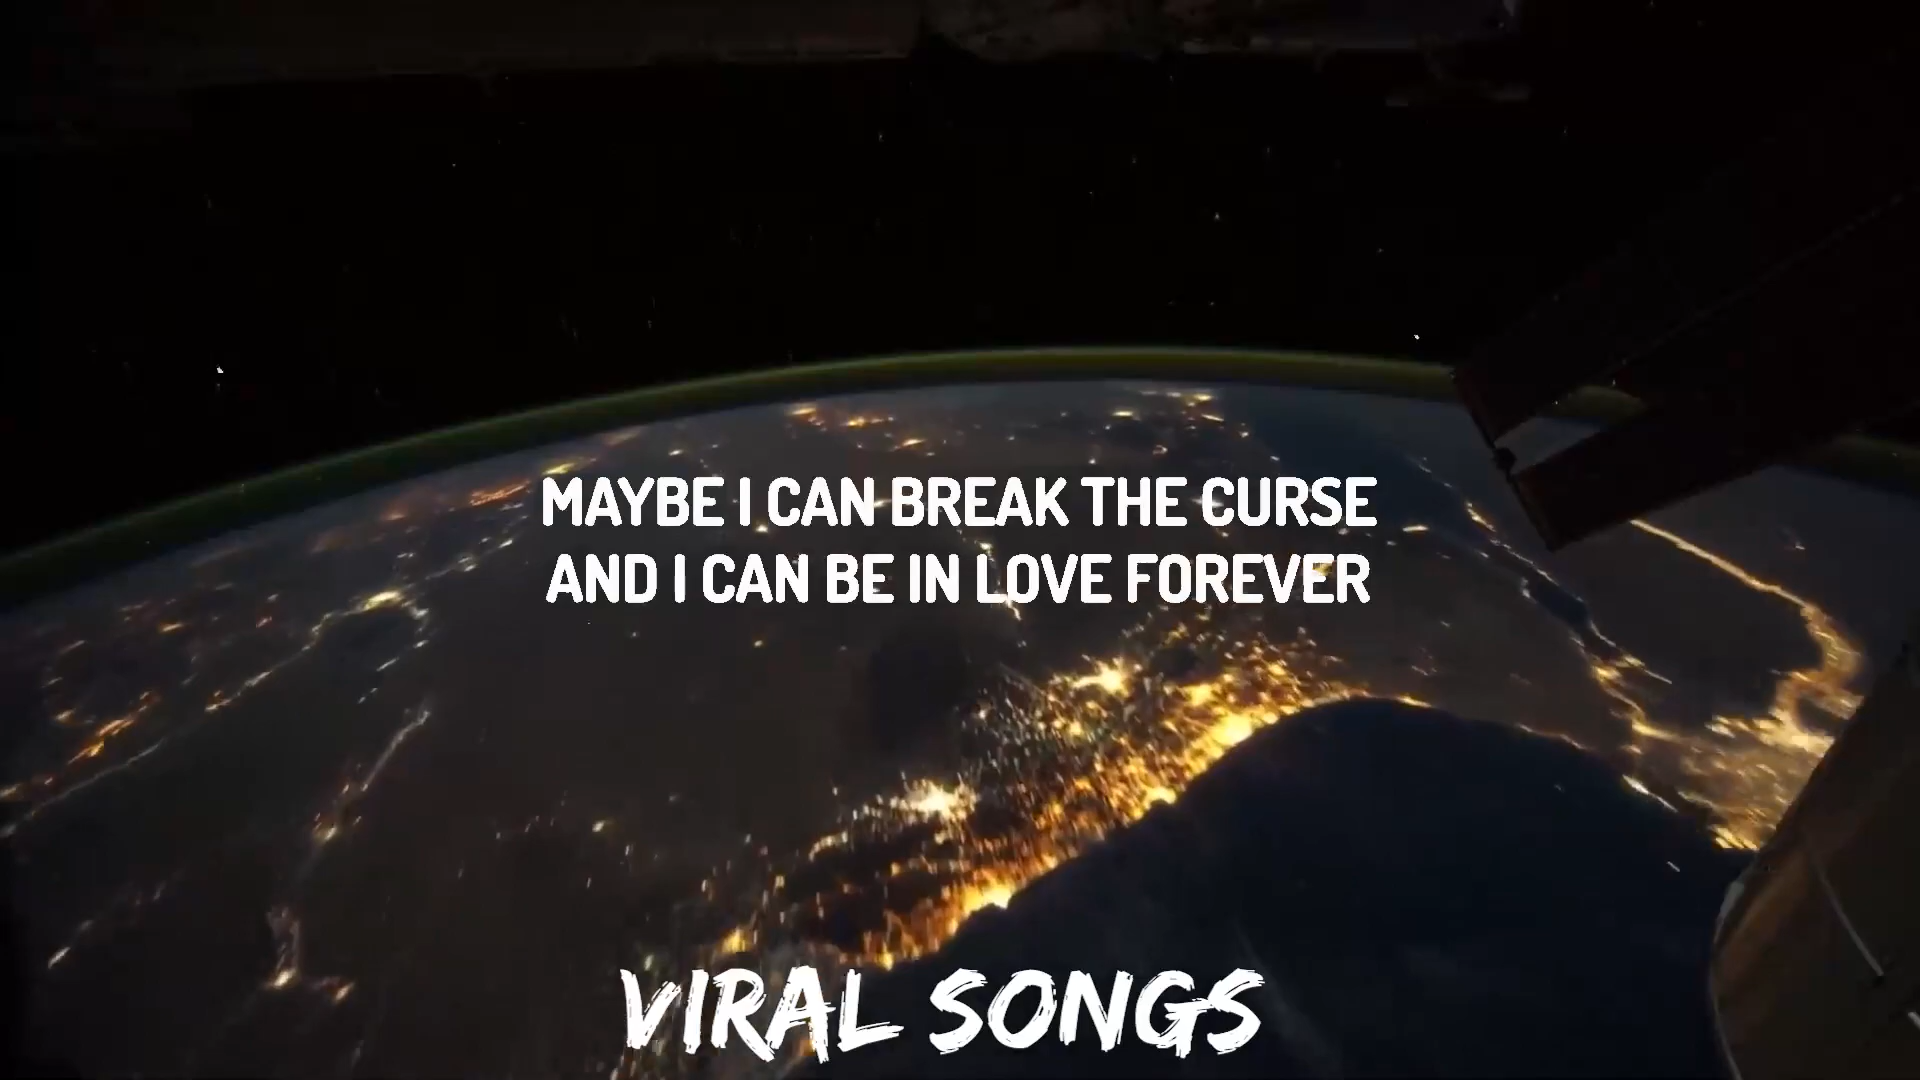 MAYBE I CAN BREAK THE CURSE
AND I CAN BE IN LOVE FOREVER
VIRAL SONGS